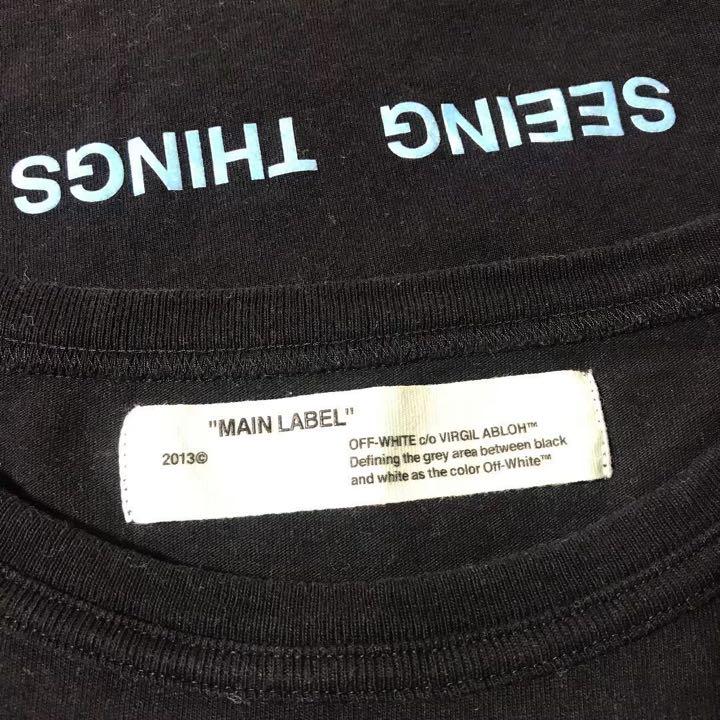 SEEING THINGS
"MAIN LABEL"
2013©
OFF-WHITE c/o VIRGIL ABLOH™
Defining the grey area between black
and white as the color Off-White™